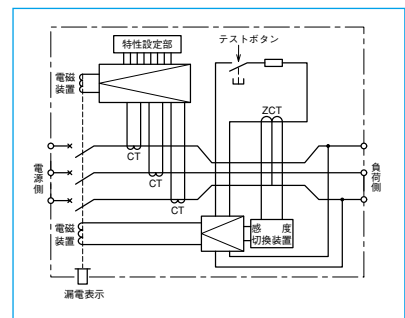 特性設定部
テストボタン
電磁
装置
ZCT
CT
CT
CT
電源側
負荷側
電磁
装置
感度
切換装置
漏電表示